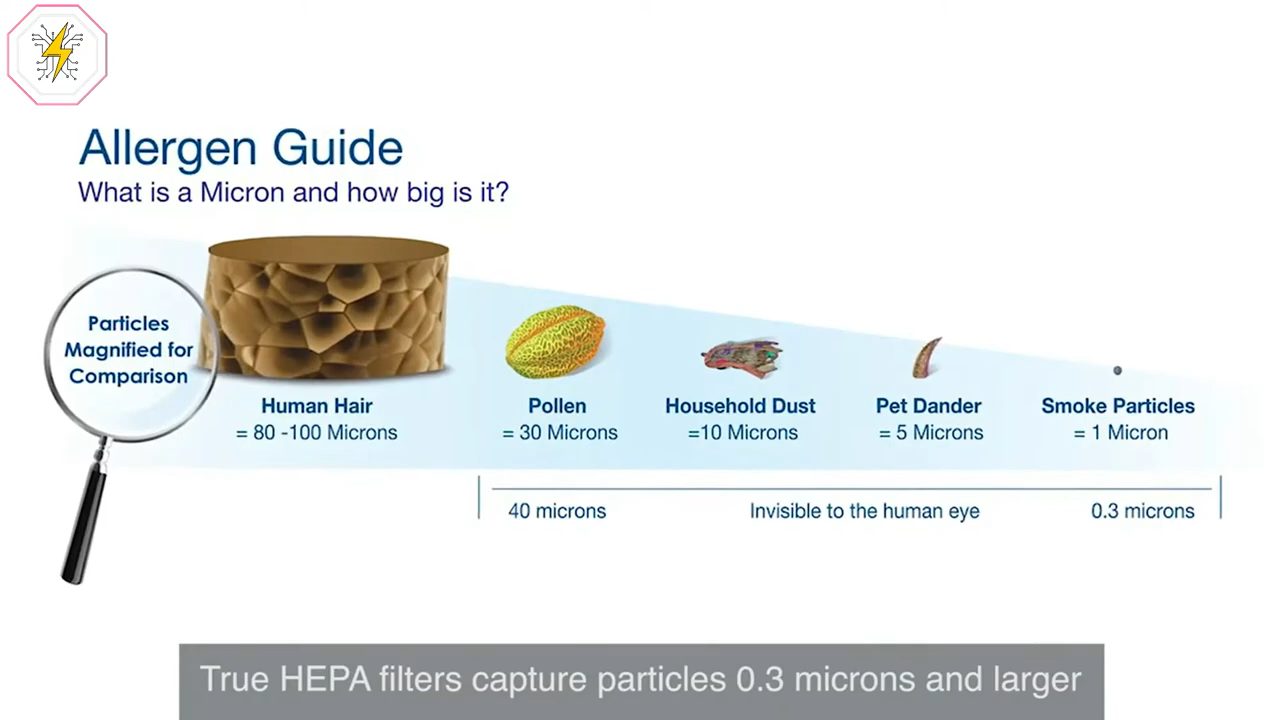 Allergen Guide
What is a Micron and how big is it?
Particles
Magnified for
Comparison
Human Hair
= 80 -100 Microns
Pollen
= 30 Microns
Household Dust
=10 Microns
Pet Dander
= 5 Microns
Smoke Particles
= 1 Micron
40 microns
Invisible to the human eye
0.3 microns
True HEPA filters capture particles 0.3 microns and larger